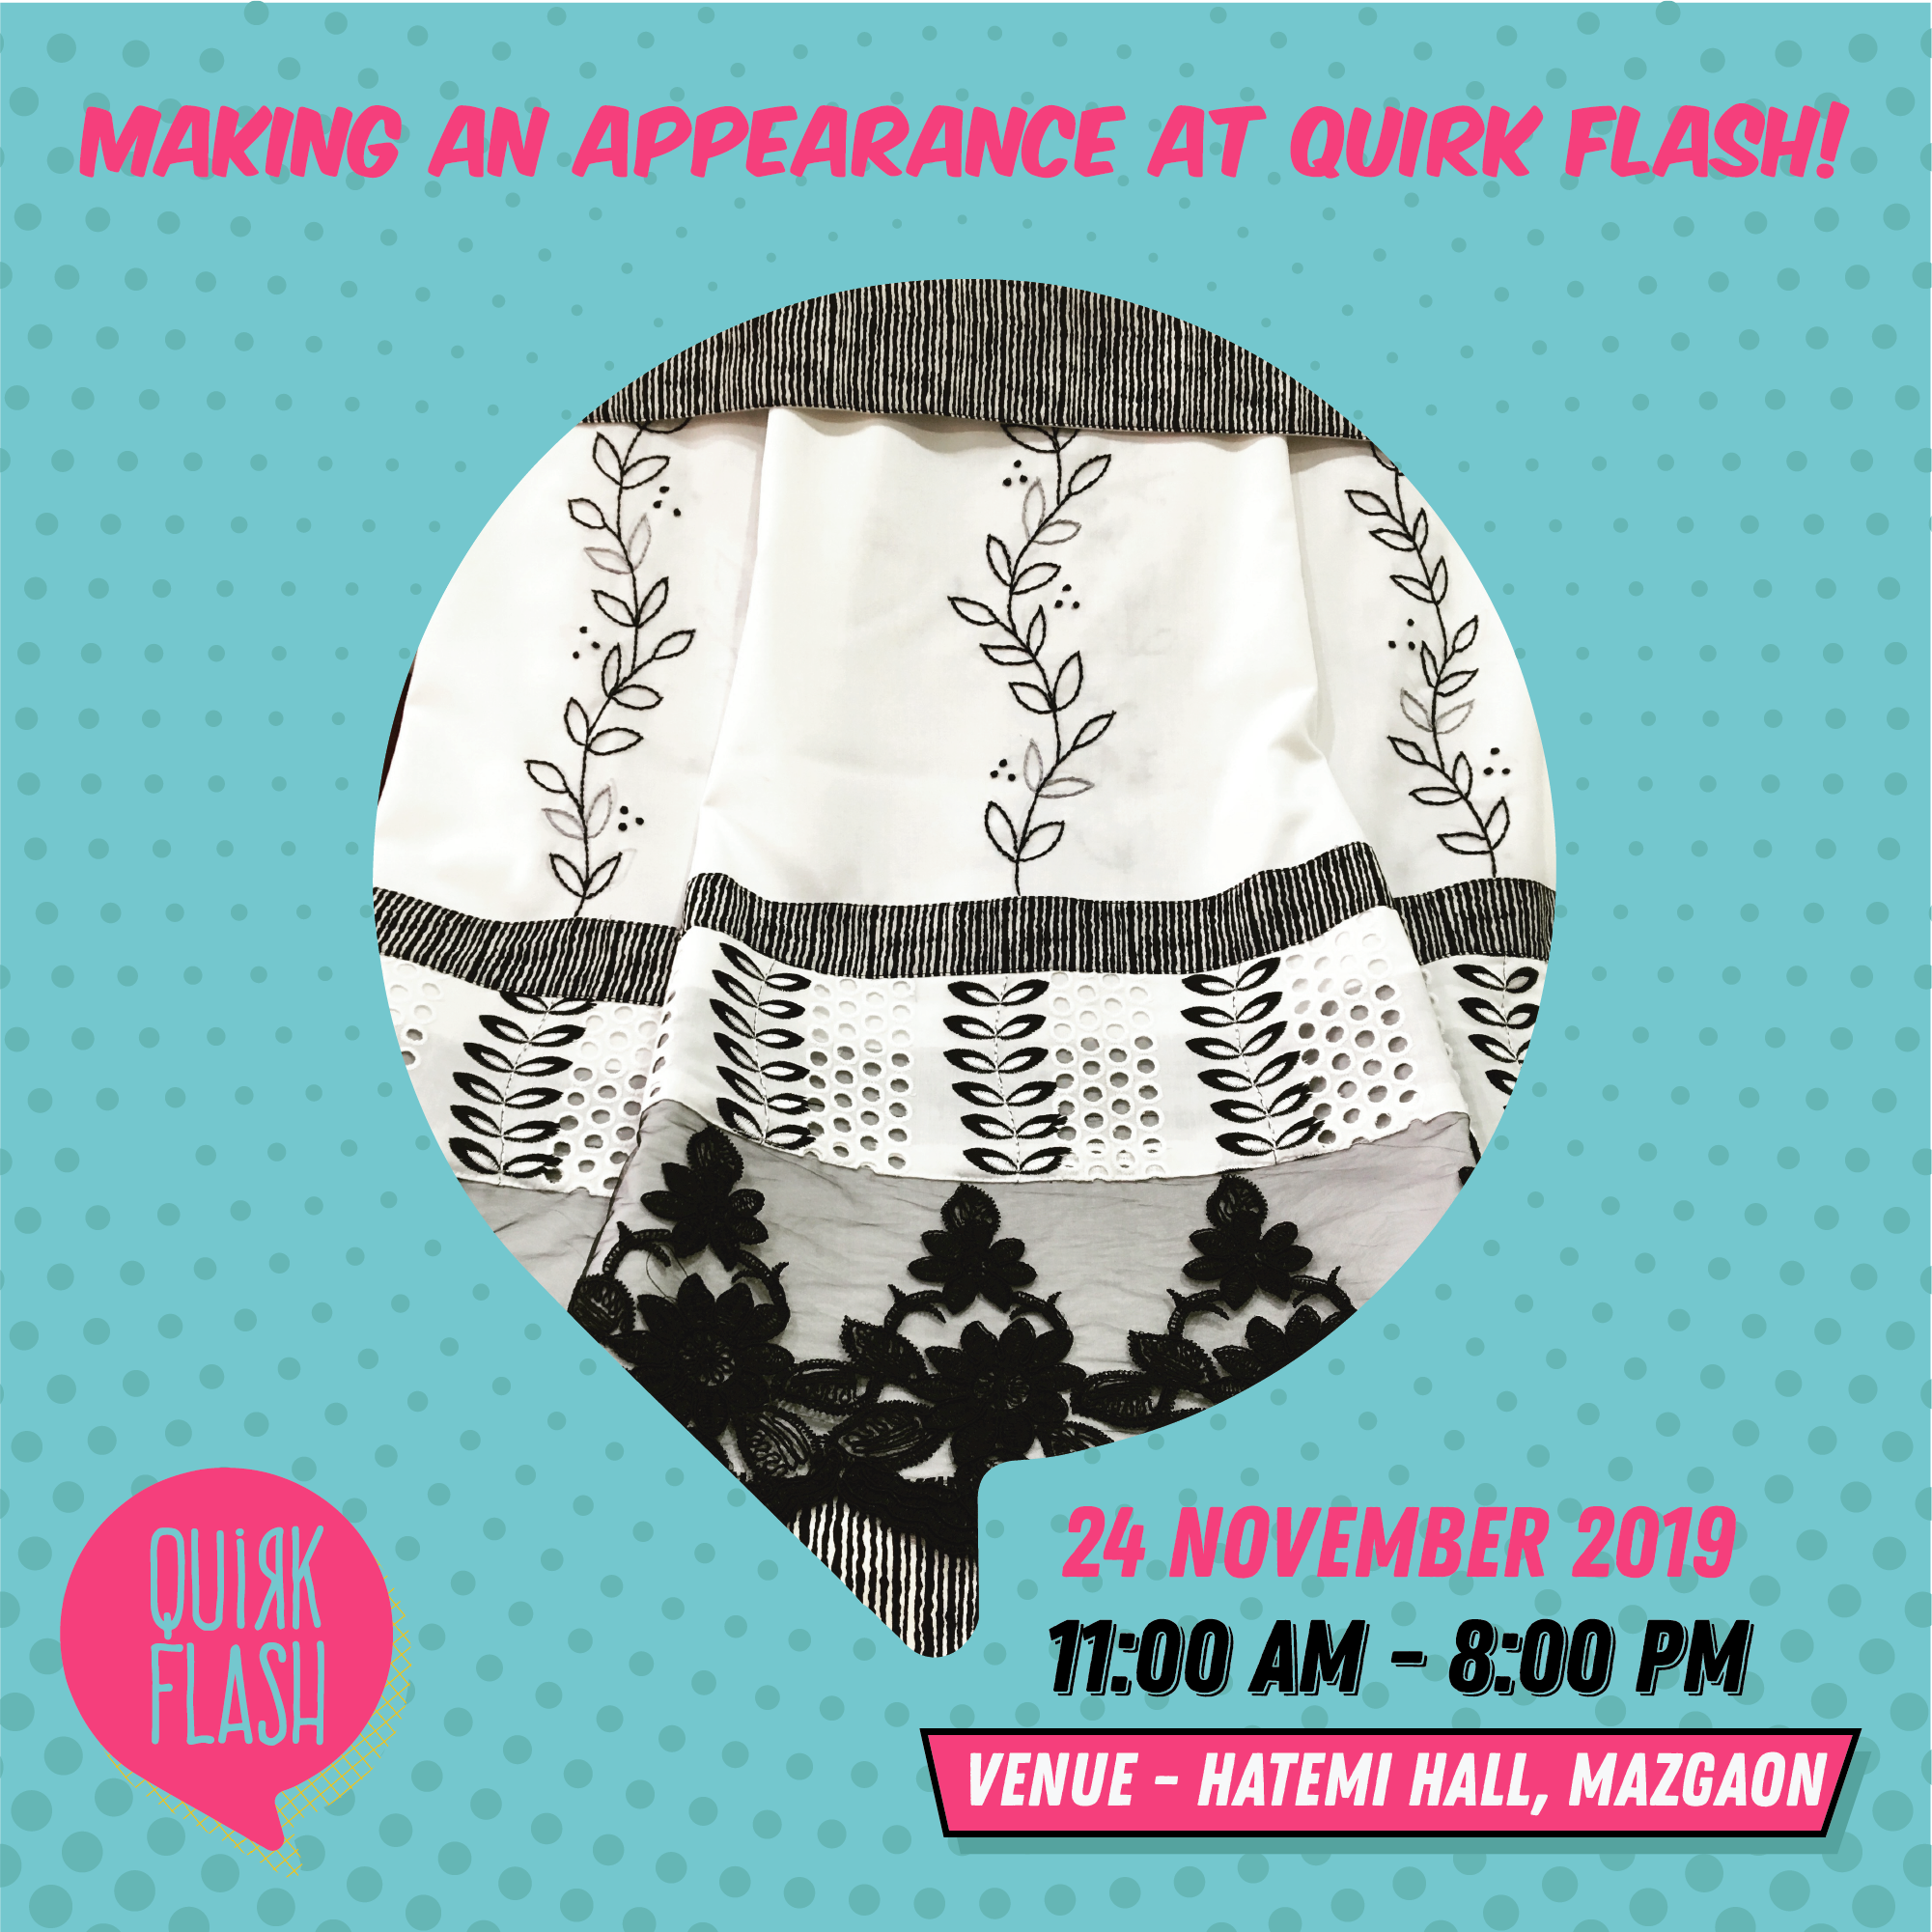 MAKING AN APPEARANCE AT QUIRK FLASH!
24 NOVEMBER 2019
11:00 AM - 8:00 PM
VENUE - HATEMI HALL, MAZGAON
QUiRK
FLASH